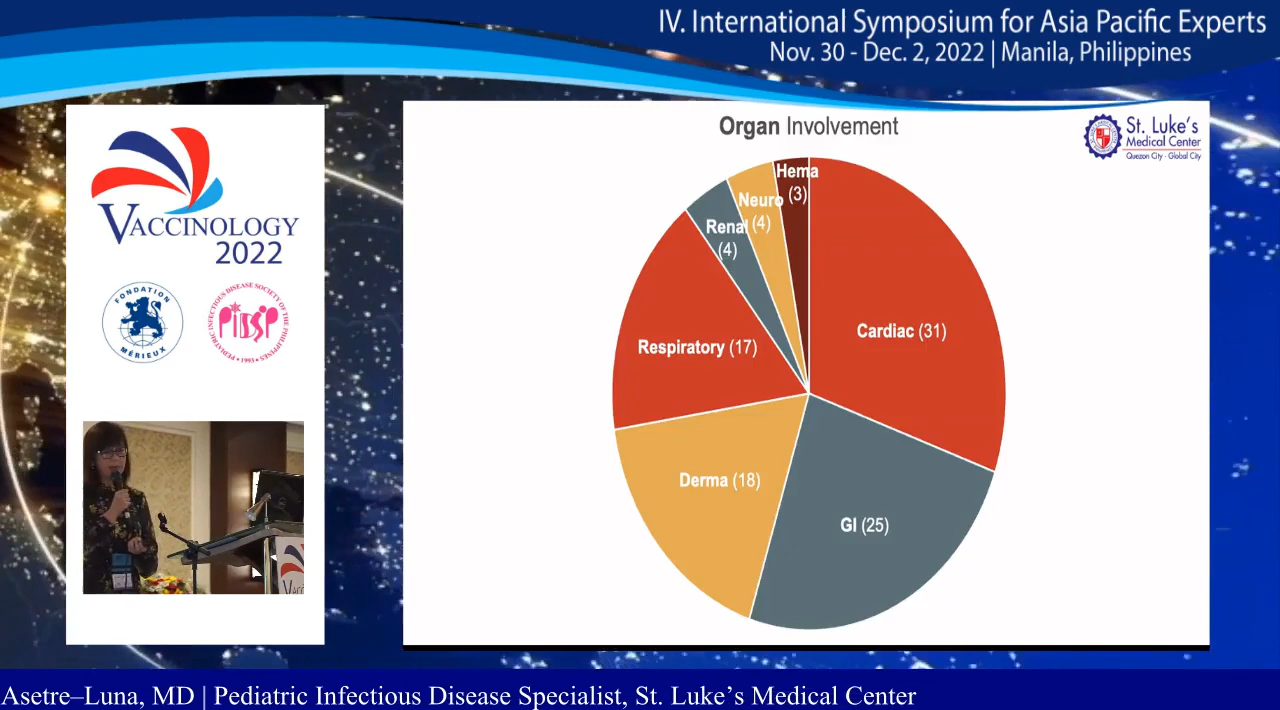 IV. International Symposium for Asia Pacific Experts
Nov. 30 - Dec. 2, 2022 | Manila, Philippines
VACCINOLOGY
2022
FONDATION
MÉRIEUX
PEDIATRIC INFECTIOUS DISEASE SOCIETY OF THE PHILIPPINES
• 1993 •
PIDSP
Organ Involvement
St. Luke's
Medical Center
Quezon City - Global City
Hema
(3)
Neuro
(4)
Renal
(4)
Cardiac (31)
Respiratory (17)
Derma (18)
GI (25)
Asetre–Luna, MD | Pediatric Infectious Disease Specialist, St. Luke’s Medical Center